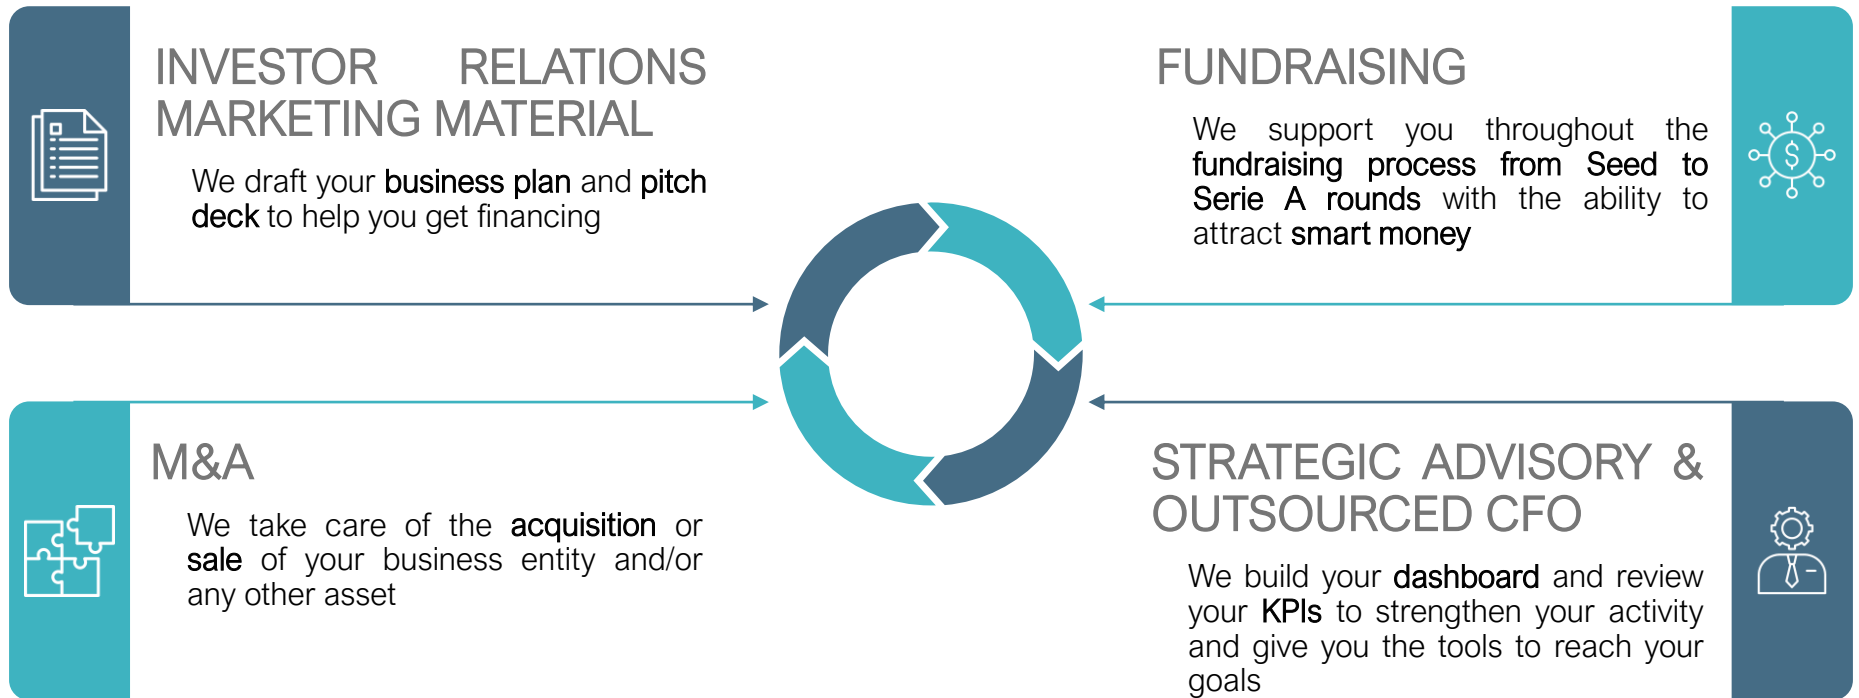 INVESTOR RELATIONS
MARKETING MATERIAL
We draft your business plan and pitch
deck to help you get financing
FUNDRAISING
We support you throughout the
fundraising process from Seed to
Serie A rounds with the ability to
attract smart money
$
M&A
We take care of the acquisition or
sale of your business entity and/or
any other asset
STRATEGIC ADVISORY &
OUTSOURCED CFO
We build your dashboard and review
your KPIs to strengthen your activity
and give you the tools to reach your
goals